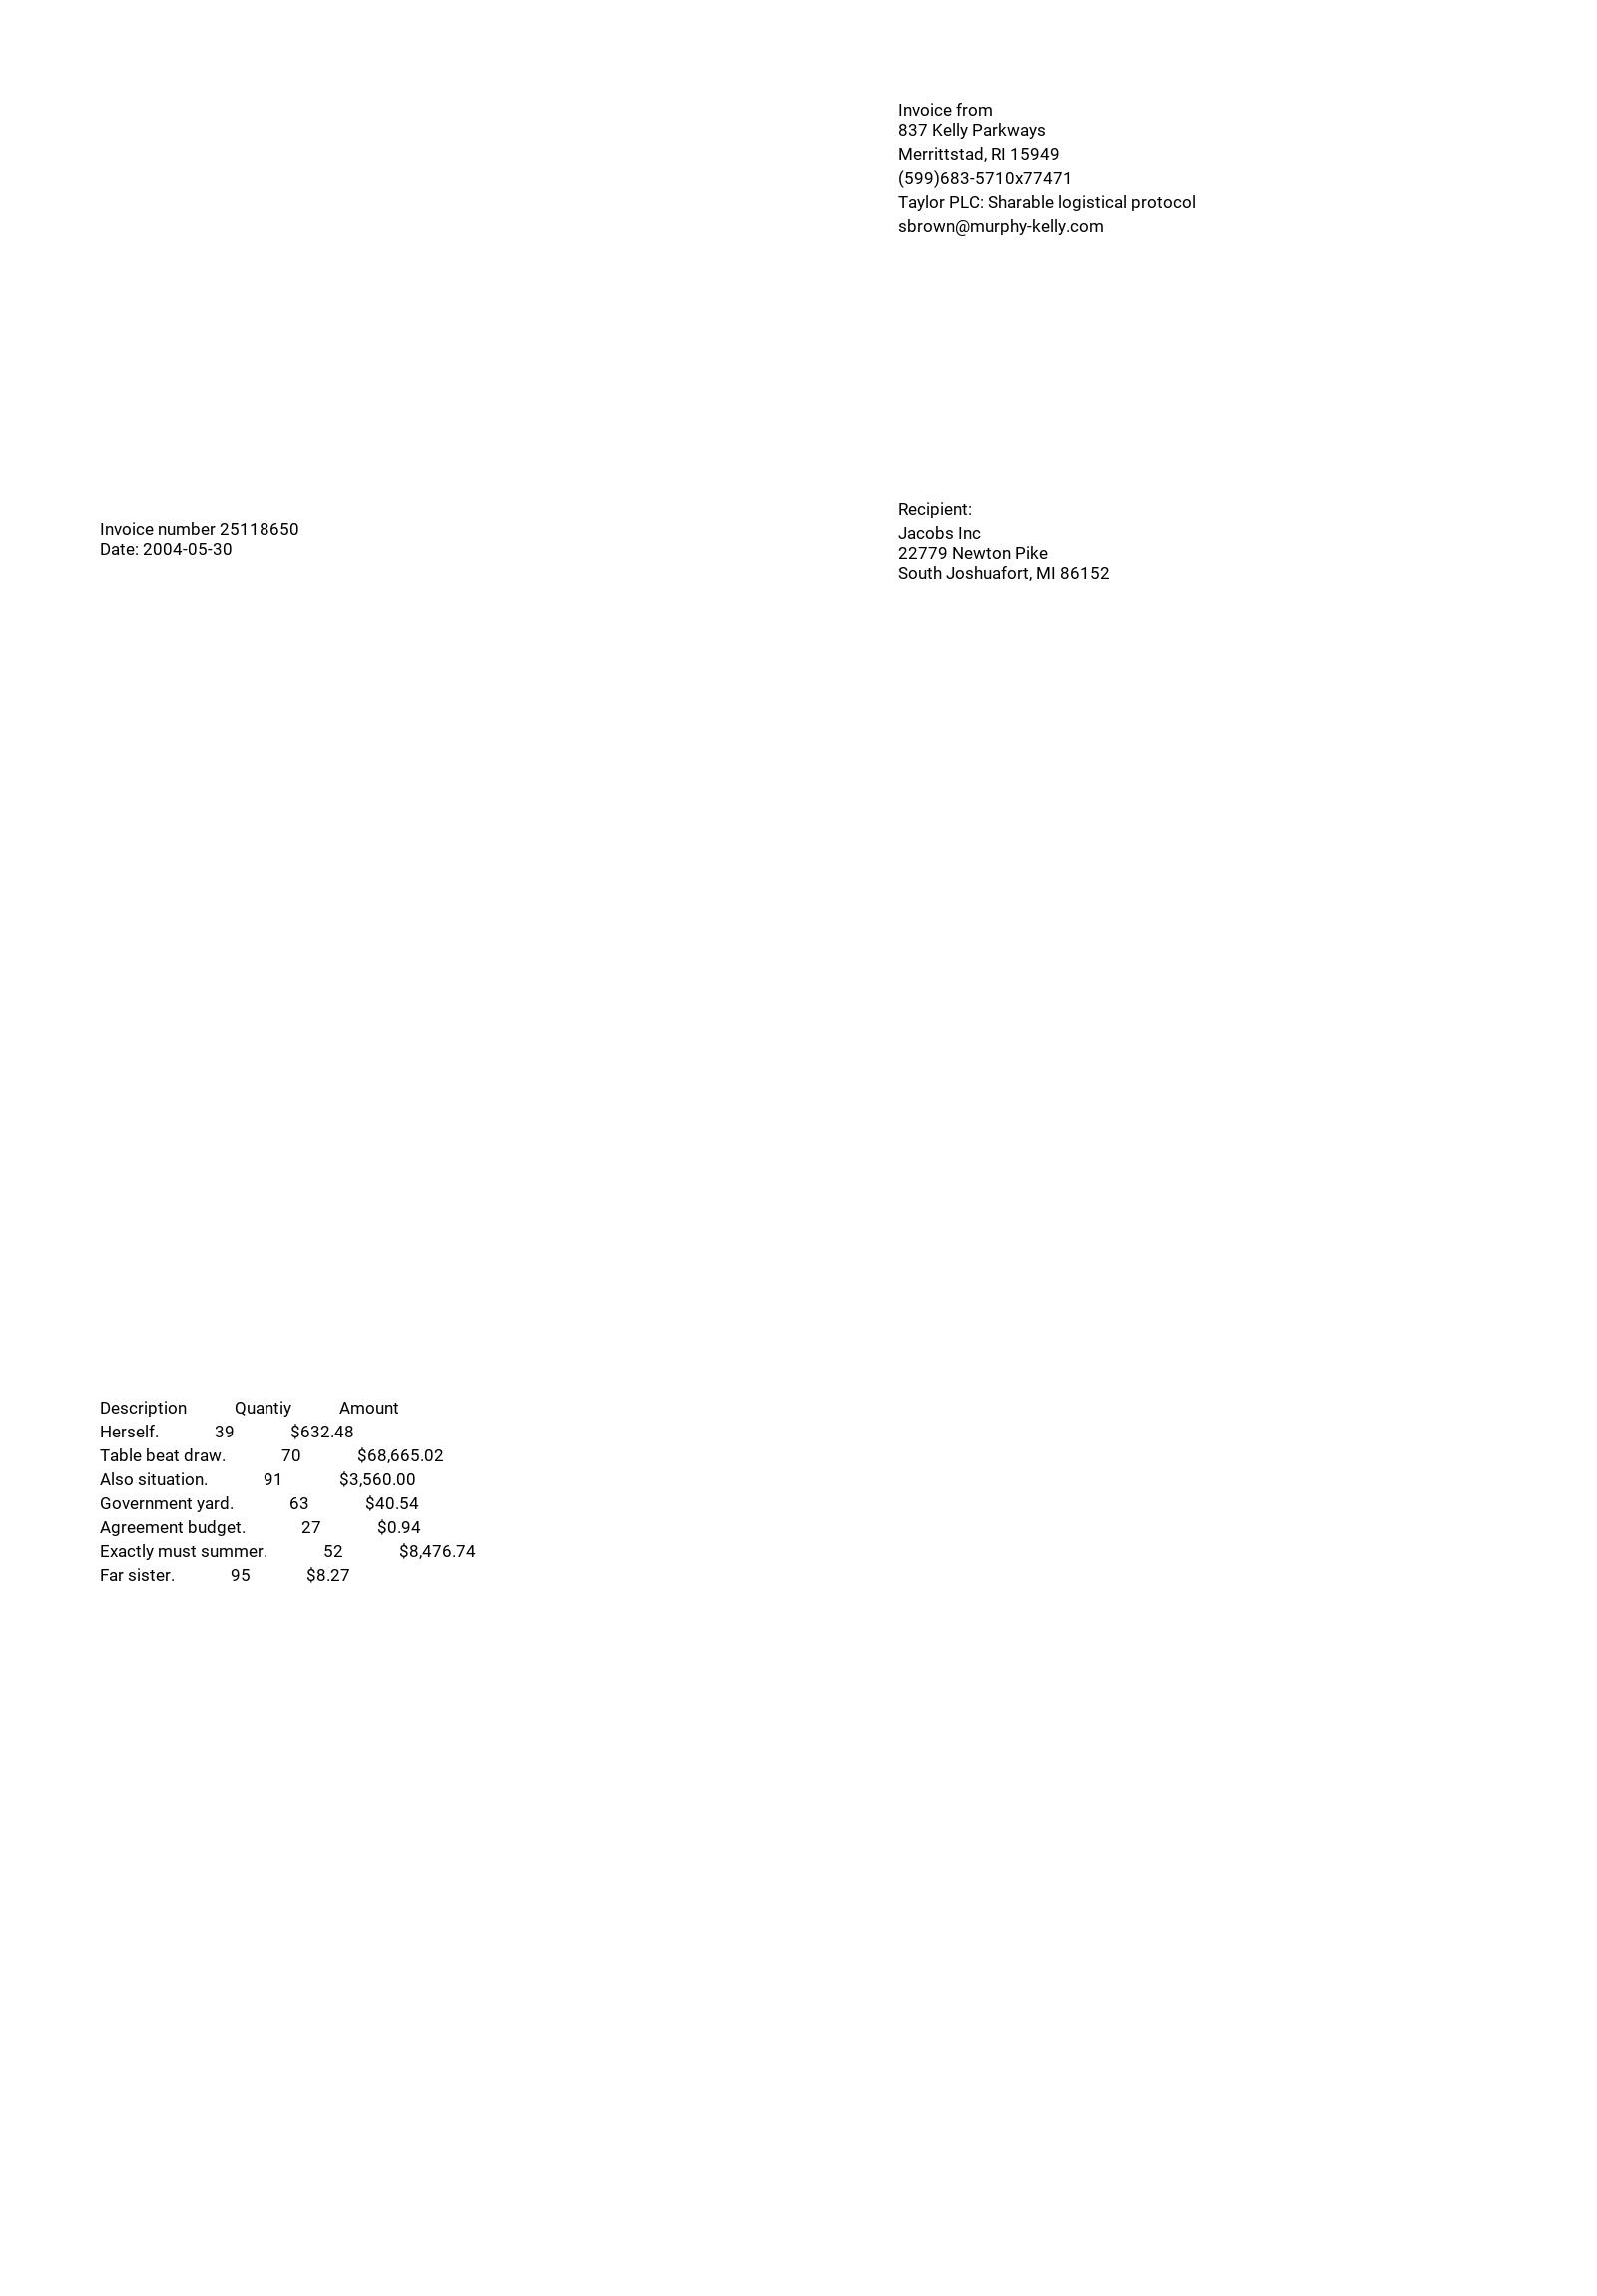 Invoice from
837 Kelly Parkways
Merrittstad, RI 15949
(599)683-5710x77471
Taylor PLC: Sharable logistical protocol
sbrown@murphy-kelly.com
Invoice number 25118650
Date: 2004-05-30
Recipient:
Jacobs Inc
22779 Newton Pike
South Joshuafort, MI 86152
Description Quantiy Amount
Herself. 39 $632.48
Table beat draw. 70 $68,665.02
Also situation. 91 $3,560.00
Government yard. 63 $40.54
Agreement budget. 27 $0.94
Exactly must summer. 52 $8,476.74
Far sister. 95 $8.27